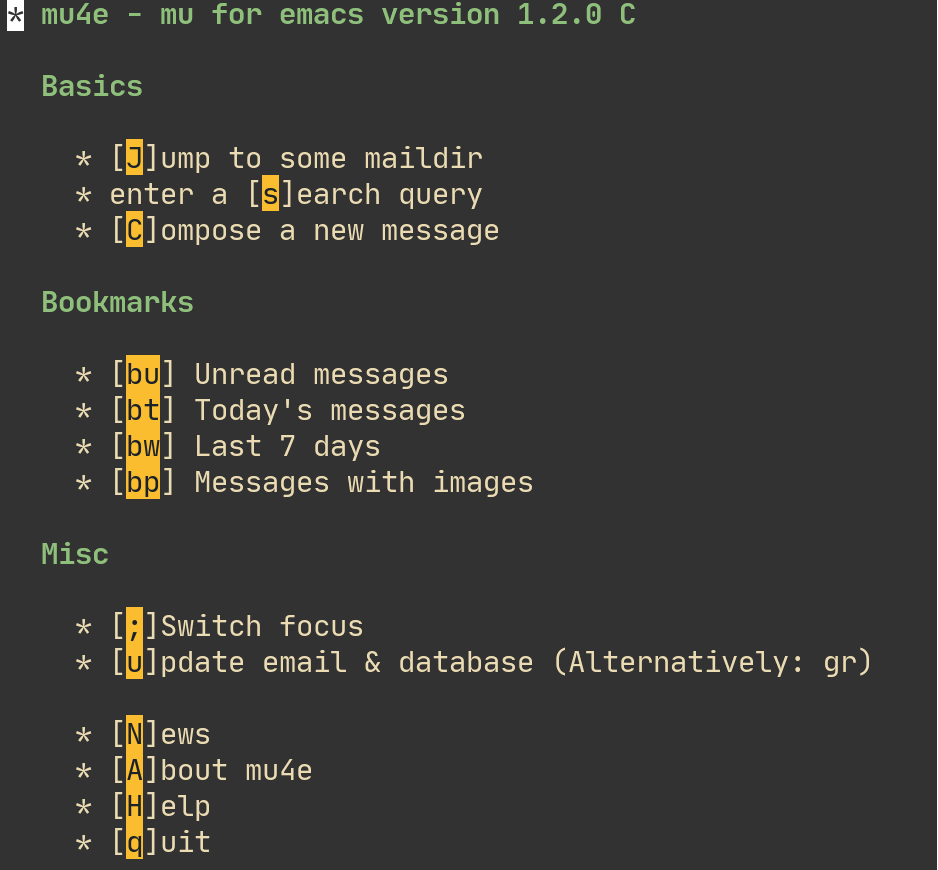 * mu4e - mu for emacs version 1.2.0 C
Basics
* [J]ump to some maildir
* enter a [s]earch query
* [C]ompose a new message
Bookmarks
* [bu] Unread messages
* [bt] Today's messages
* [bw] Last 7 days
* [bp] Messages with images
Misc
* [;]Switch focus
* [u]pdate email & database (Alternatively: gr)
* [N]ews
* [A]bout mu4e
* [H]elp
* [q]uit